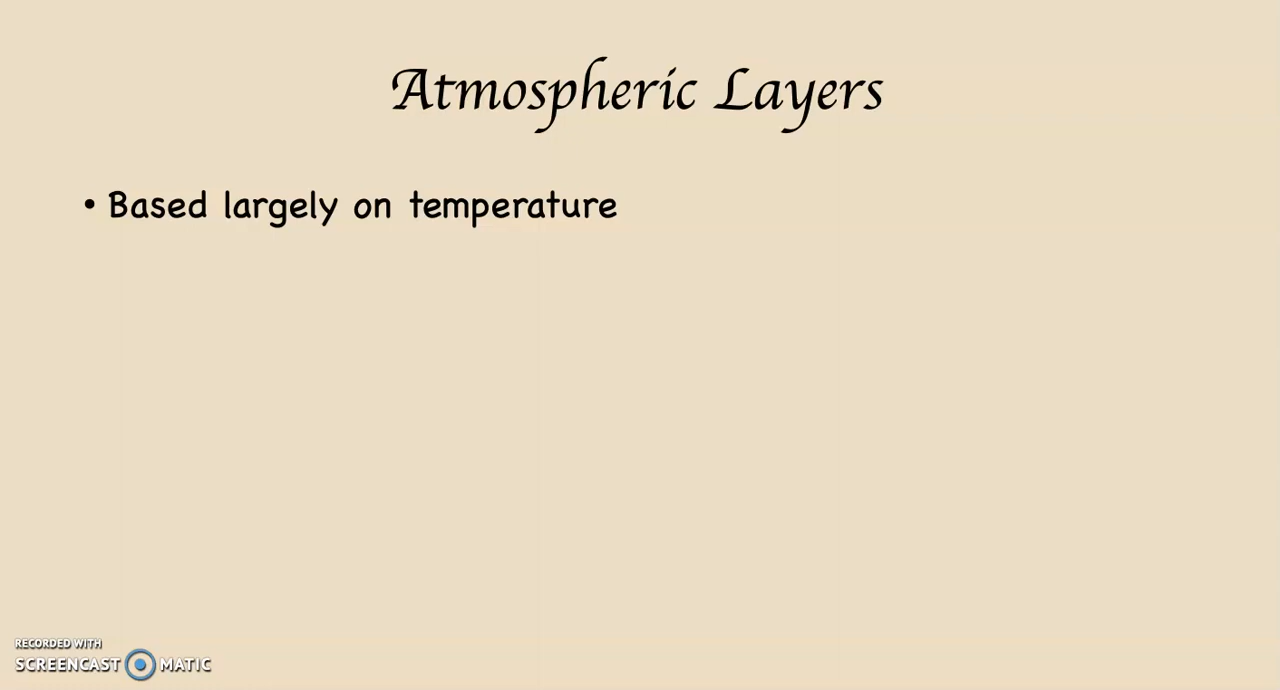 Atmospheric Layers
• Based largely on temperature
RECORDED WITH
SCREENCAST MATIC